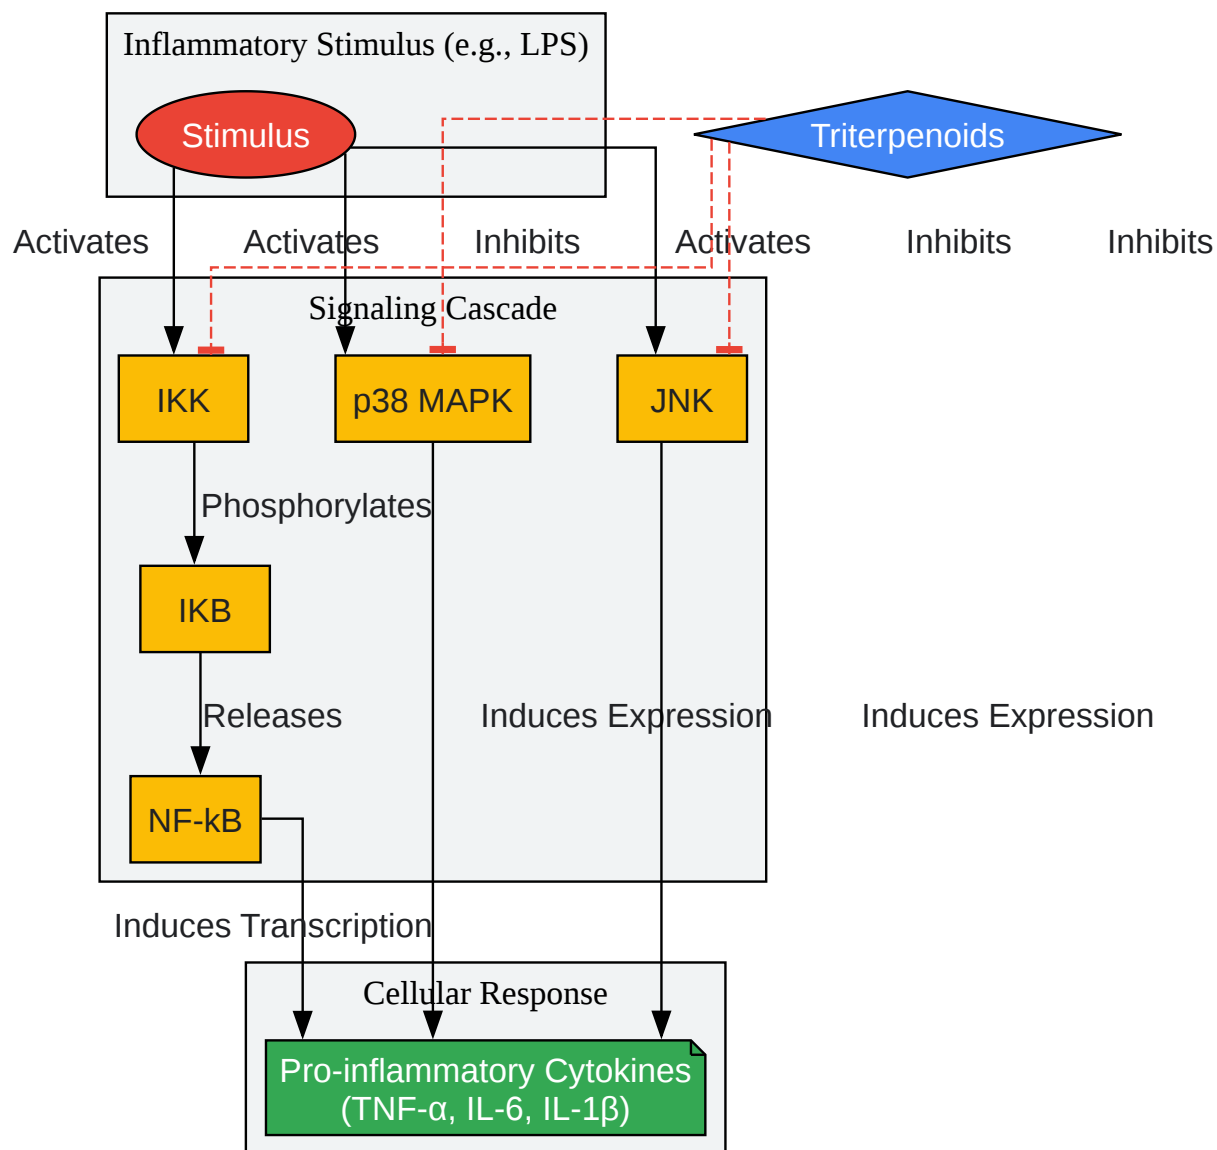 Inflammatory Stimulus (e.g., LPS)
Stimulus
Triterpenoids
Activates
Activates
Inhibits
Activates
Inhibits
Inhibits
Signaling Cascade
IKK
p38 MAPK
JNK
Phosphorylates
IKB
Releases
Induces Expression
Induces Expression
NF-kB
Induces Transcription
Cellular Response
Pro-inflammatory Cytokines
(TNF-α, IL-6, IL-1β)